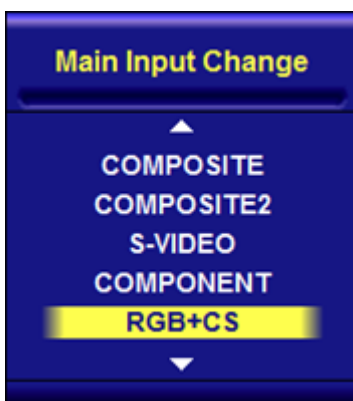 Main Input Change
COMPOSITE
COMPOSITE2
S-VIDEO
COMPONENT
RGB+CS